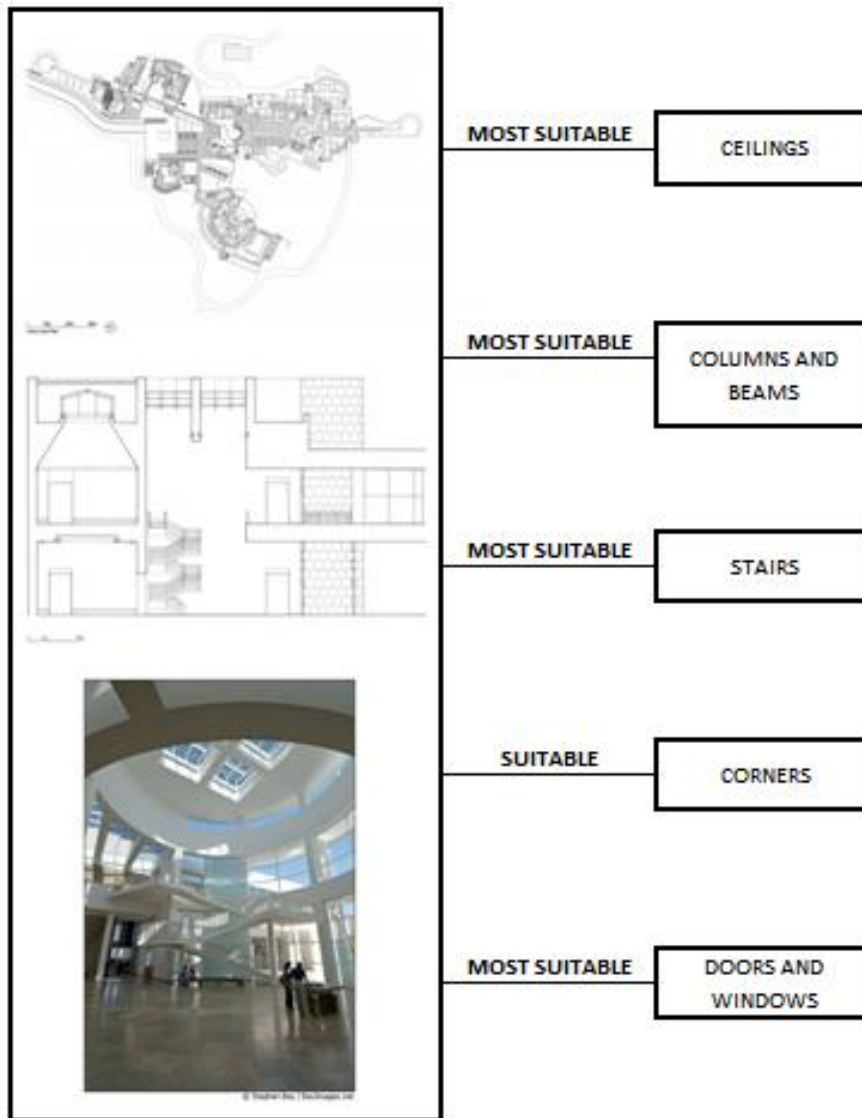 MOST SUITABLE
CEILINGS
MOST SUITABLE
COLUMNS AND
BEAMS
MOST SUITABLE
STAIRS
SUITABLE
CORNERS
MOST SUITABLE
DOORS AND
WINDOWS